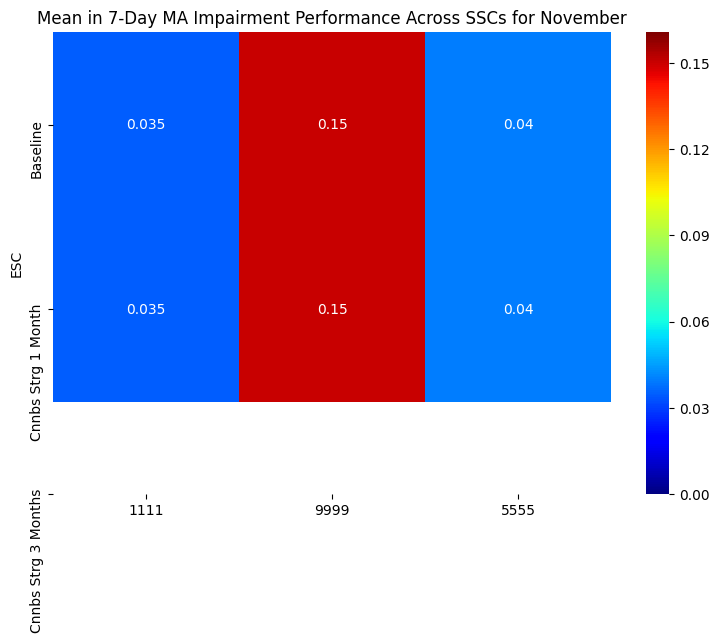 Mean in 7-Day MA Impairment Performance Across SSCs for November
ESC
Baseline
0.035 0.15 0.04
Cnnbs Strg 1 Month
0.035 0.15 0.04
Cnnbs Strg 3 Months
1111 9999 5555
0.15
0.12
0.09
0.06
0.03
0.00